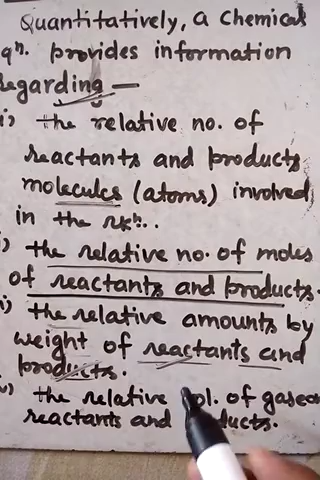 Quantitatively, a Chemical
qⁿ. provides information
regarding —
i) the relative no. of
reactants and products
molecules (atoms) involved
in the rxⁿ..
i) the relative no. of moles
of reactants and products.
i) the relative amounts by
weight of reactants and
products.
v) the relative vol. of gaseou
reactants and products.